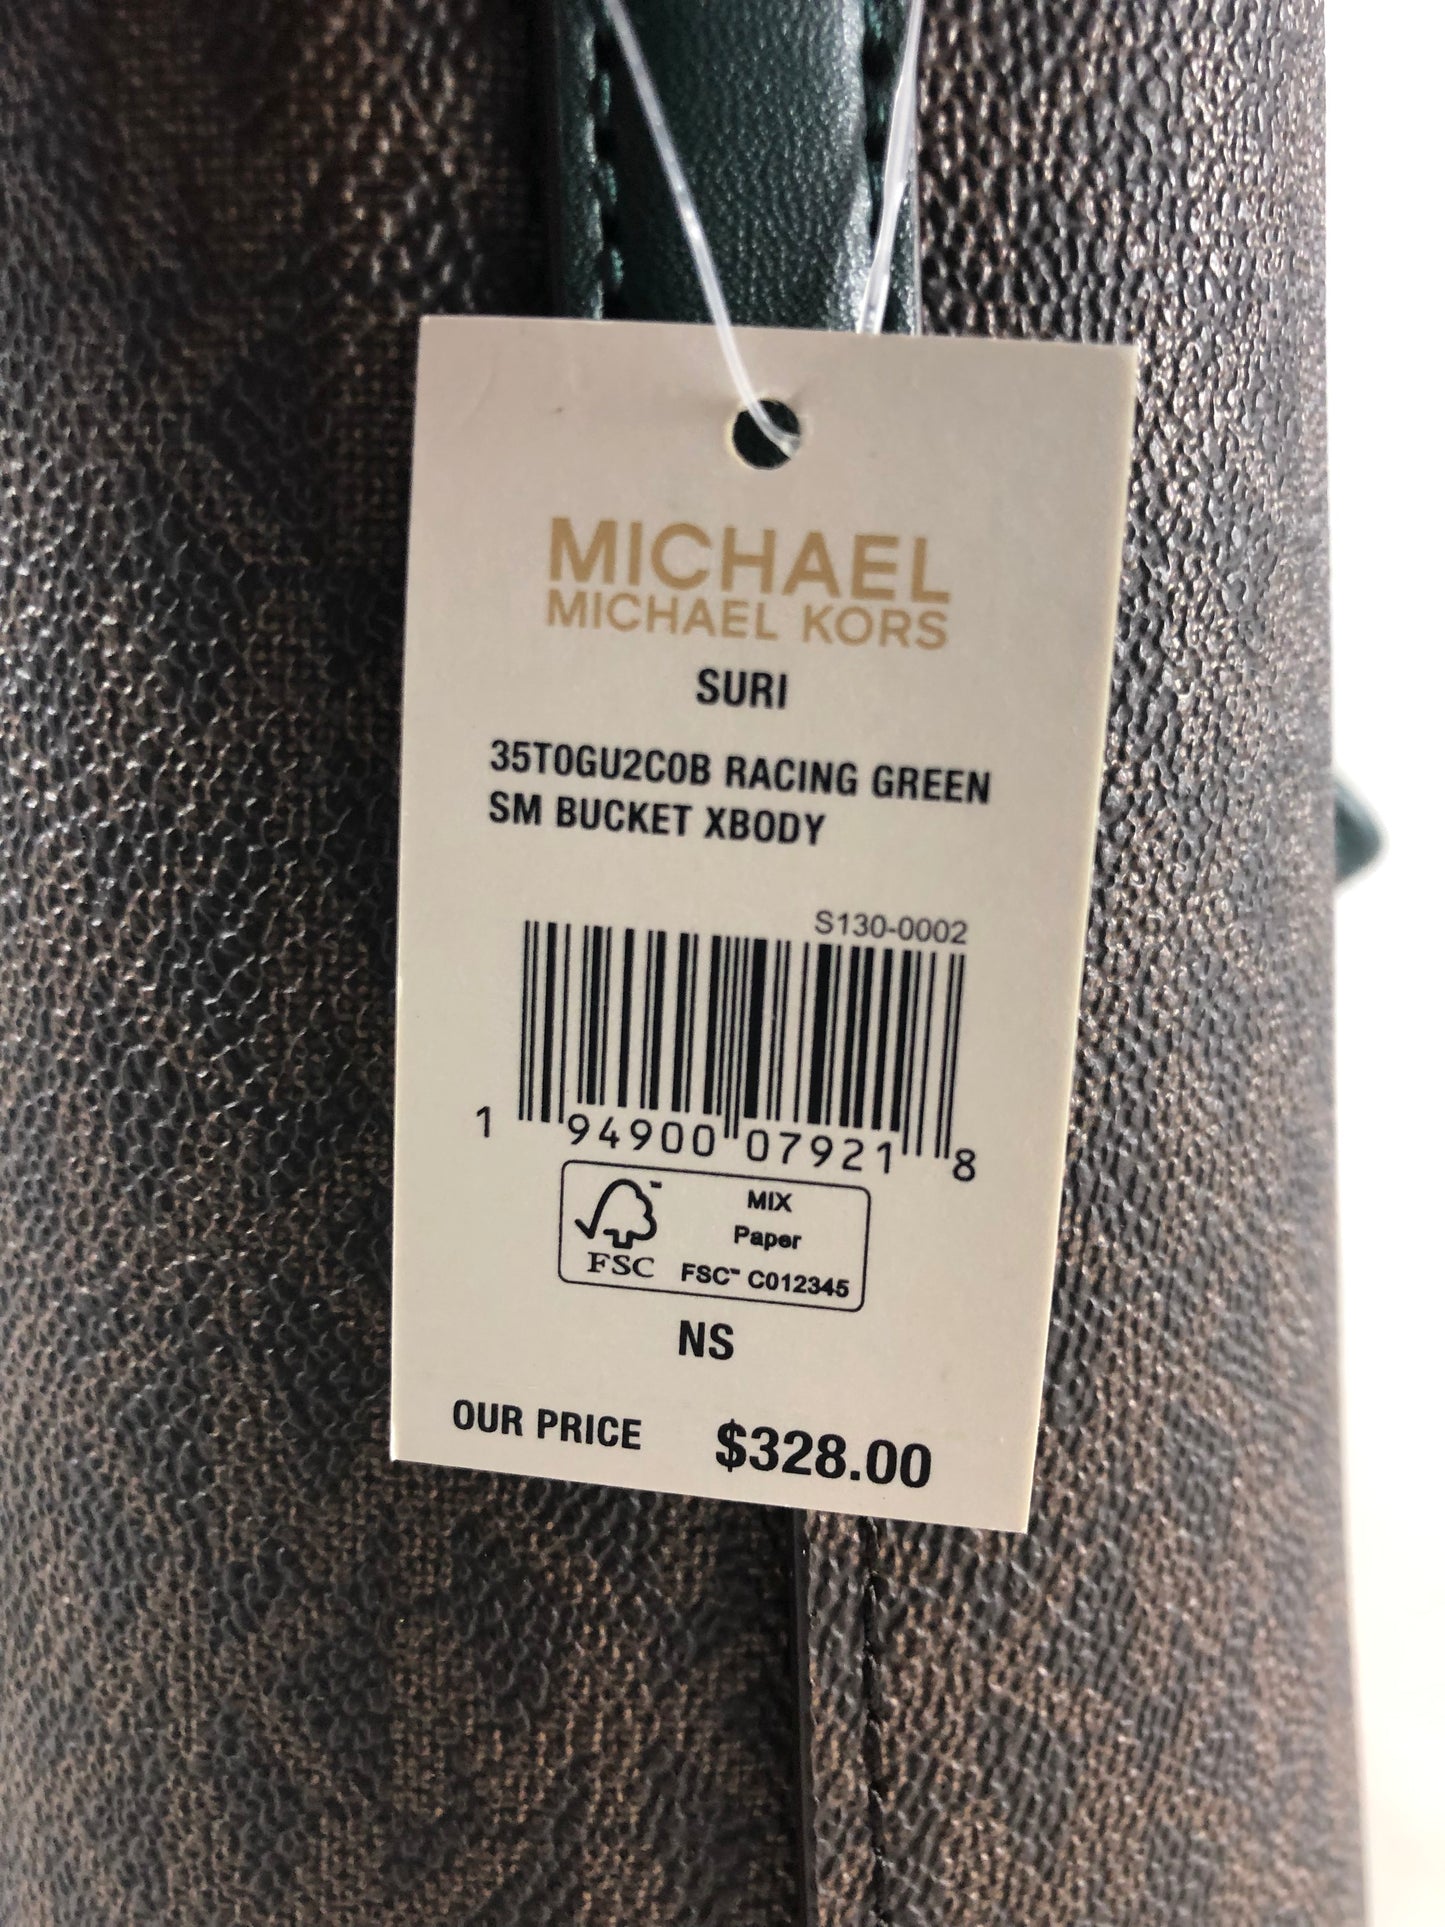 MICHAEL
MICHAEL KORS
SURI
35T0GU2C0B RACING GREEN
SM BUCKET XBODY
S130-0002
1 94900 07921 8
FSC
MIX
Paper
FSC™ C012345
NS
OUR PRICE $328.00